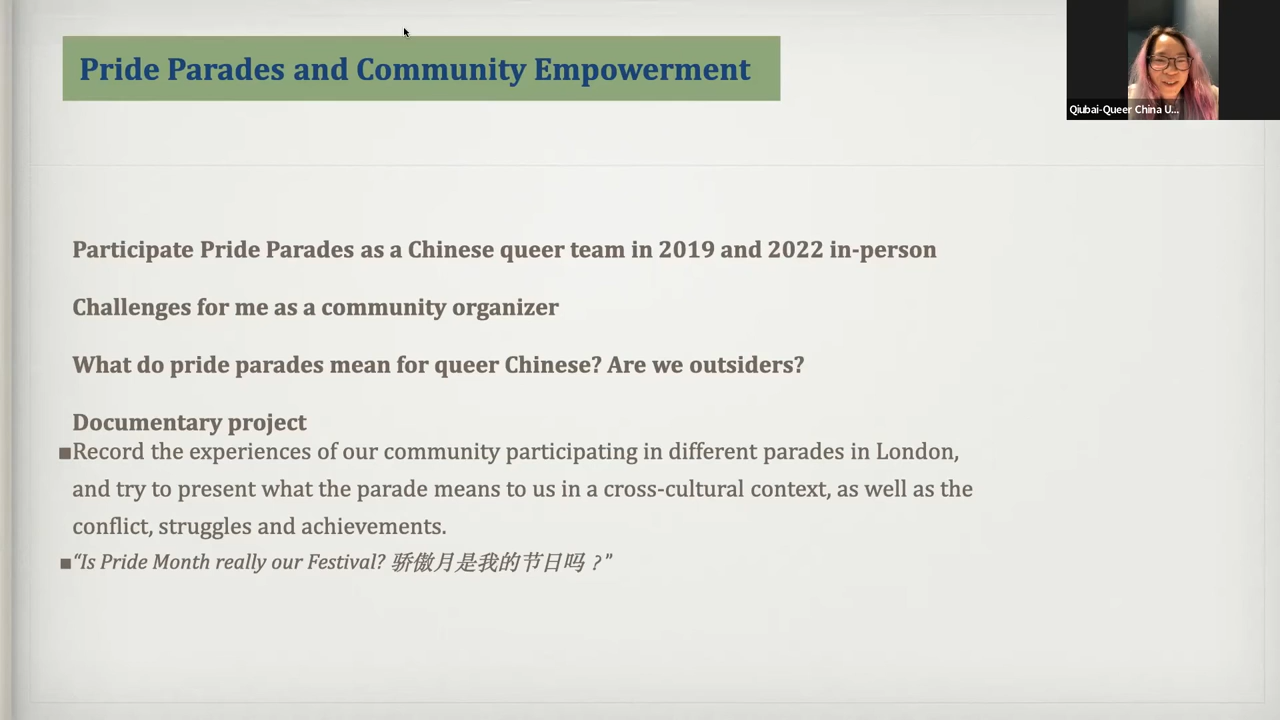 Pride Parades and Community Empowerment
Qiubai-Queer China U...
Participate Pride Parades as a Chinese queer team in 2019 and 2022 in-person
Challenges for me as a community organizer
What do pride parades mean for queer Chinese? Are we outsiders?
Documentary project
■Record the experiences of our community participating in different parades in London,
and try to present what the parade means to us in a cross-cultural context, as well as the
conflict, struggles and achievements.
■“Is Pride Month really our Festival? 骄傲月是我的节日吗？”